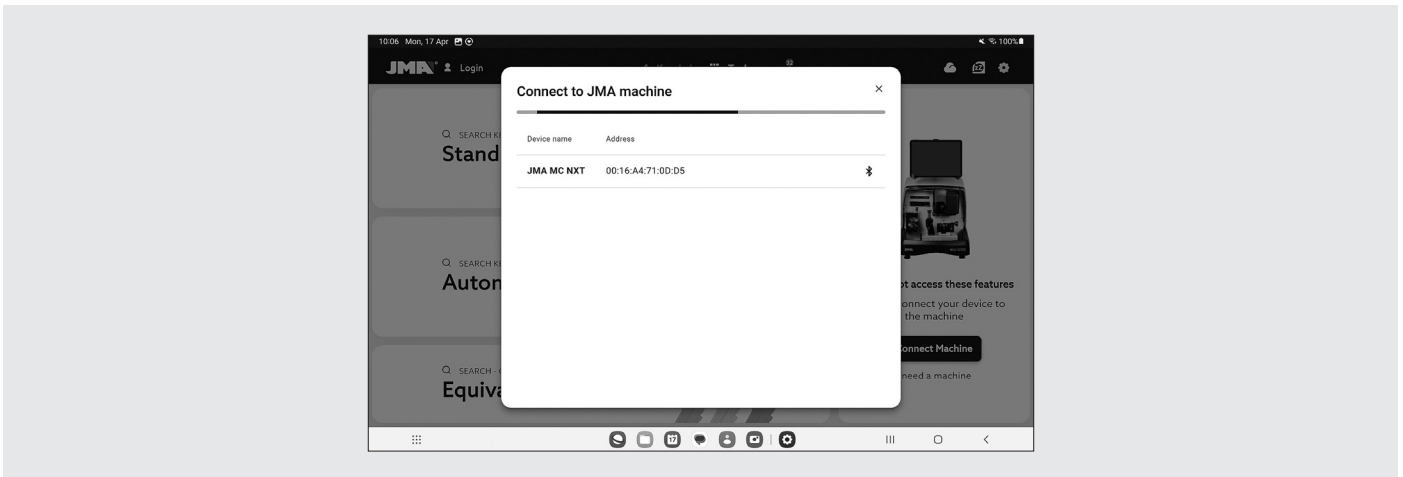 10:06 Mon, 17 Apr 100%
JMA Login
32
Connect to JMA machine
Device name Address
JMA MC NXT 00:16:A4:71:0D:D5
SEARCH
Stand
SEARCH
Auton
SEARCH
Equiva
access these features
onnect your device to
the machine
onnect Machine
need a machine
17